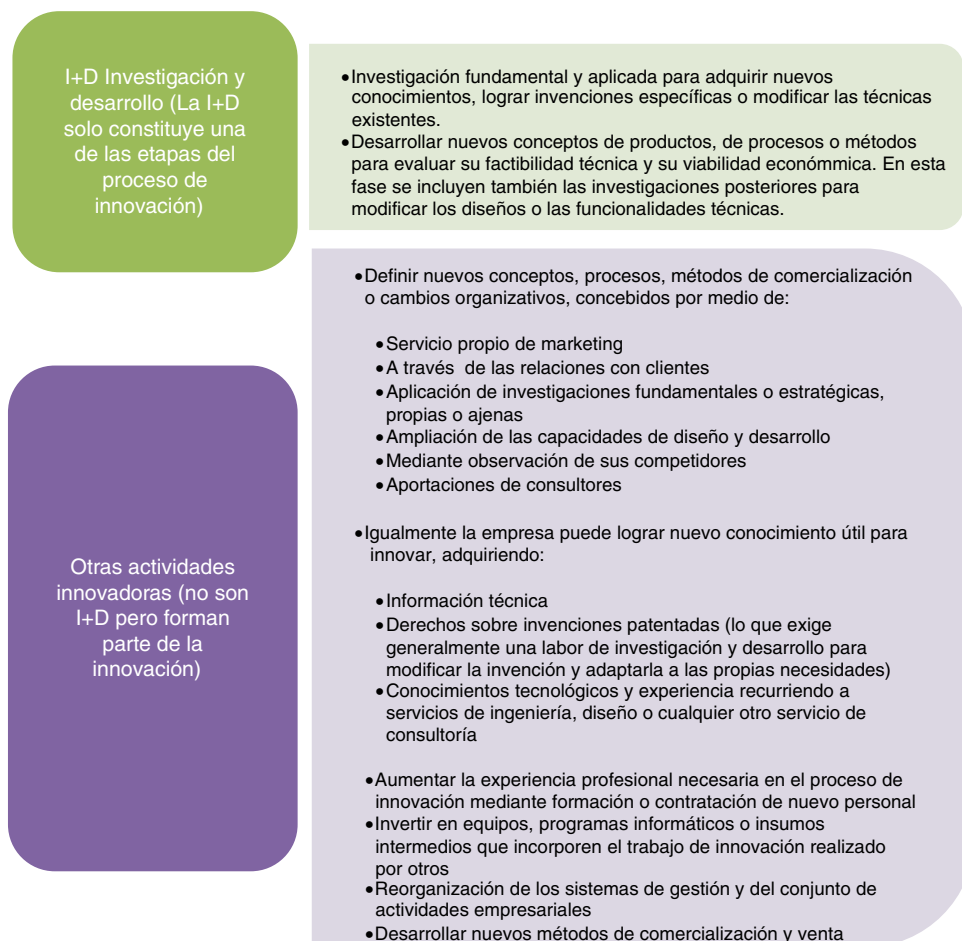 I+D Investigación y
desarrollo (La I+D
solo constituye una
de las etapas del
proceso de
innovación)
•Investigación fundamental y aplicada para adquirir nuevos
conocimientos, lograr invenciones específicas o modificar las técnicas
existentes.
•Desarrollar nuevos conceptos de productos, de procesos o métodos
para evaluar su factibilidad técnica y su viabilidad económmica. En esta
fase se incluyen también las investigaciones posteriores para
modificar los diseños o las funcionalidades técnicas.
Otras actividades
innovadoras (no son
I+D pero forman
parte de la
innovación)
•Definir nuevos conceptos, procesos, métodos de comercialización
o cambios organizativos, concebidos por medio de:
•Servicio propio de marketing
•A través de las relaciones con clientes
•Aplicación de investigaciones fundamentales o estratégicas,
propias o ajenas
•Ampliación de las capacidades de diseño y desarrollo
•Mediante observación de sus competidores
•Aportaciones de consultores
•Igualmente la empresa puede lograr nuevo conocimiento útil para
innovar, adquiriendo:
•Información técnica
•Derechos sobre invenciones patentadas (lo que exige
generalmente una labor de investigación y desarrollo para
modificar la invención y adaptarla a las propias necesidades)
•Conocimientos tecnológicos y experiencia recurriendo a
servicios de ingeniería, diseño o cualquier otro servicio de
consultoría
•Aumentar la experiencia profesional necesaria en el proceso de
innovación mediante formación o contratación de nuevo personal
•Invertir en equipos, programas informáticos o insumos
intermedios que incorporen el trabajo de innovación realizado
por otros
•Reorganización de los sistemas de gestión y del conjunto de
actividades empresariales
•Desarrollar nuevos métodos de comercialización y venta